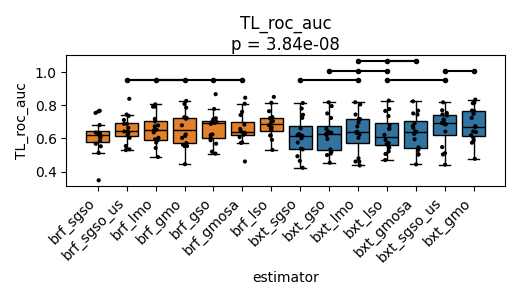 TL_roc_auc
p = 3.84e-08
TL_roc_auc
1.0
0.8
0.6
0.4
brf_sgso
brf_sgso_us
brf_lmo
brf_gmo
brf_gso
brf_gmosa
brf_lso
bxt_sgso
bxt_gso
bxt_lmo
bxt_lso
bxt_gmosa
bxt_sgso_us
bxt_gmo
estimator